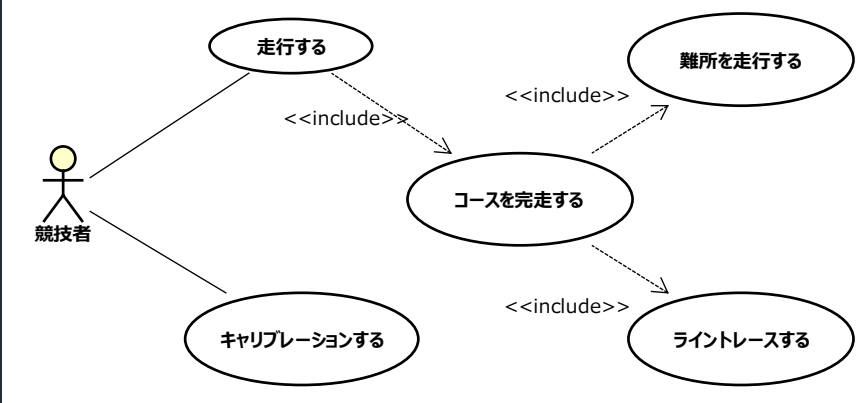 走行する
難所を走行する
<<include>>
<<include>>
コースを完走する
競技者
<<include>>
キャリブレーションする
ライントレースする